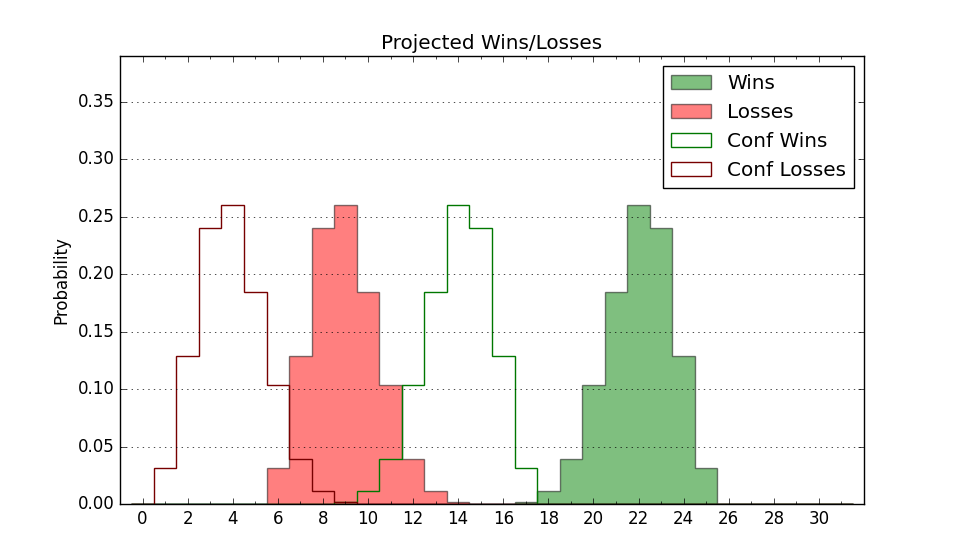 Projected Wins/Losses
Wins
Losses
Conf Wins
Conf Losses
Probability
0.35
0.30
0.25
0.20
0.15
0.10
0.05
0.00
0 2 4 6 8 10 12 14 16 18 20 22 24 26 28 30